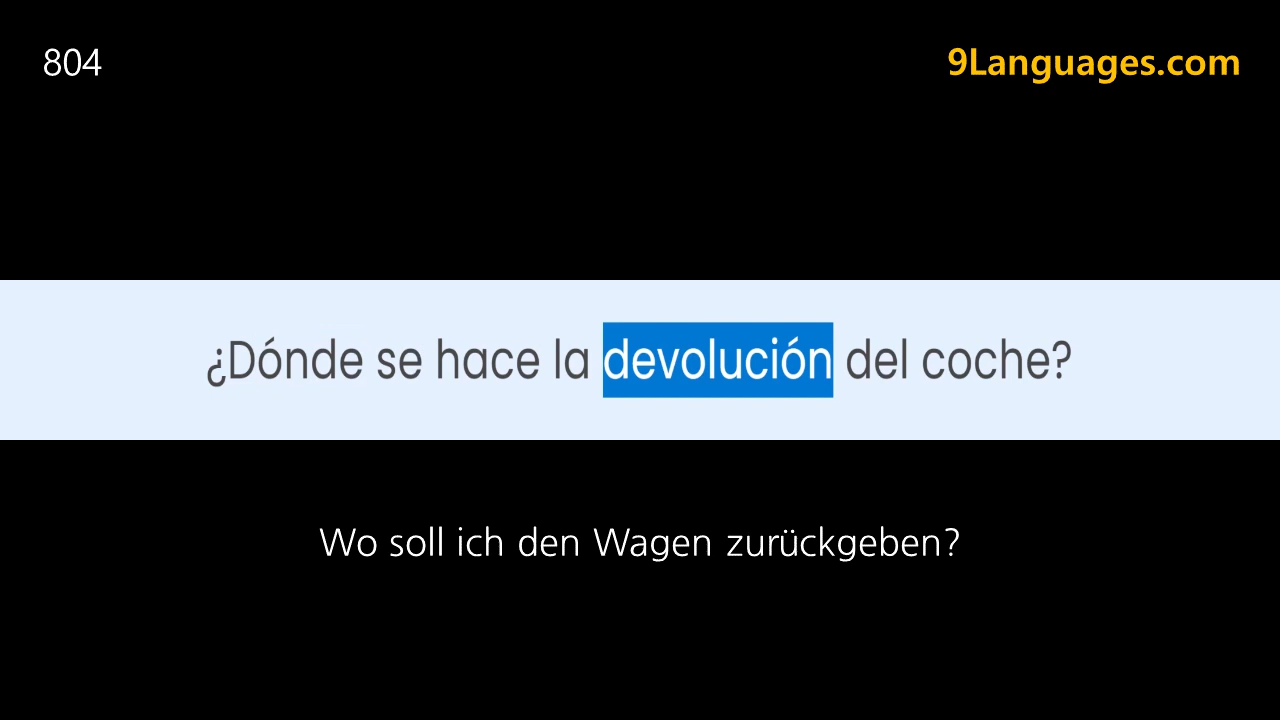 804
9Languages.com
¿Dónde se hace la devolución del coche?
Wo soll ich den Wagen zurückgeben?